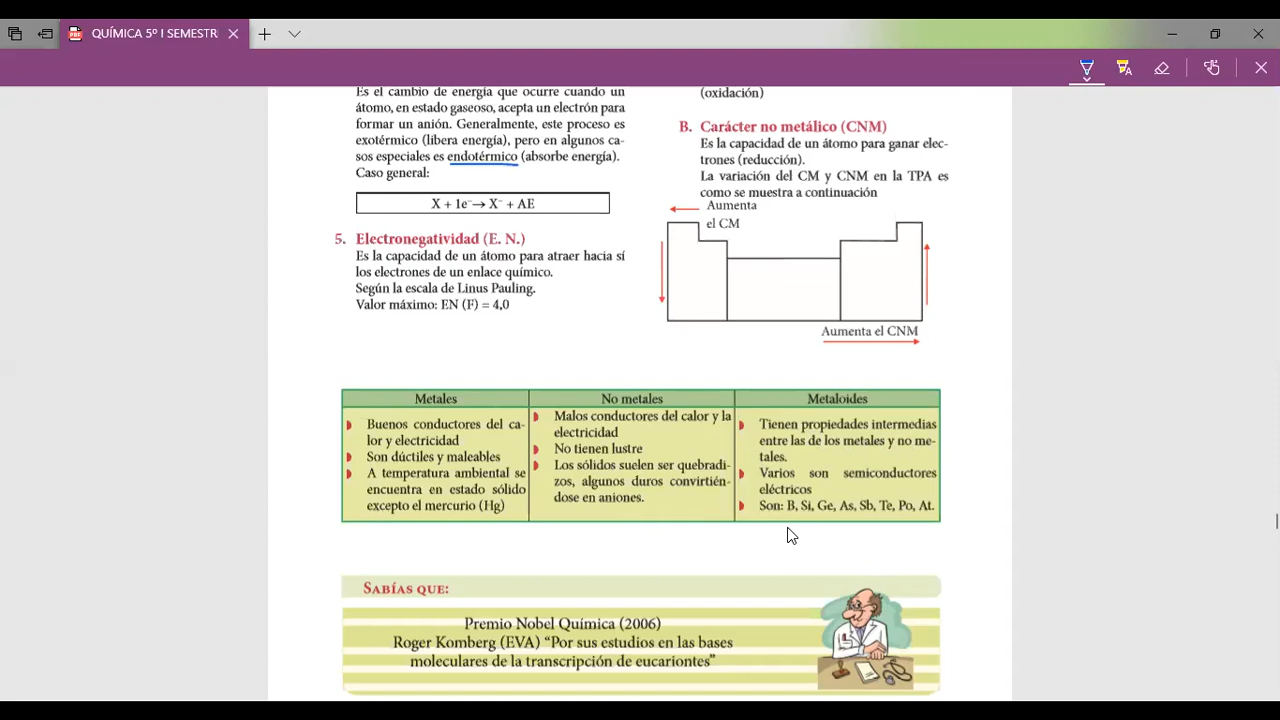 QUÍMICA 5º I SEMESTR
Es el cambio de energía que ocurre cuando un
átomo, en estado gaseoso, acepta un electrón para
formar un anión. Generalmente, este proceso es
exotérmico (libera energía), pero en algunos ca-
sos especiales es endotérmico (absorbe energía).
Caso general:
X + 1e⁻→ X⁻ + AE
5. Electronegatividad (E. N.)
Es la capacidad de un átomo para atraer hacia sí
los electrones de un enlace químico.
Según la escala de Linus Pauling.
Valor máximo: EN (F) = 4,0
(oxidación)
B. Carácter no metálico (CNM)
Es la capacidad de un átomo para ganar elec-
trones (reducción).
La variación del CM y CNM en la TPA es
como se muestra a continuación
Aumenta
el CM
Aumenta el CNM
Metales
Buenos conductores del ca-
lor y electricidad
Son dúctiles y maleables
A temperatura ambiental se
encuentra en estado sólido
excepto el mercurio (Hg)
No metales
Malos conductores del calor y la
electricidad
No tienen lustre
Los sólidos suelen ser quebradi-
zos, algunos duros convirtién-
dose en aniones.
Metaloides
Tienen propiedades intermedias
entre las de los metales y no me-
tales.
Varios son semiconductores
eléctricos
Son: B, Si, Ge, As, Sb, Te, Po, At.
Sabías que:
Premio Nobel Química (2006)
Roger Komberg (EVA) “Por sus estudios en las bases
moleculares de la transcripción de eucariontes”